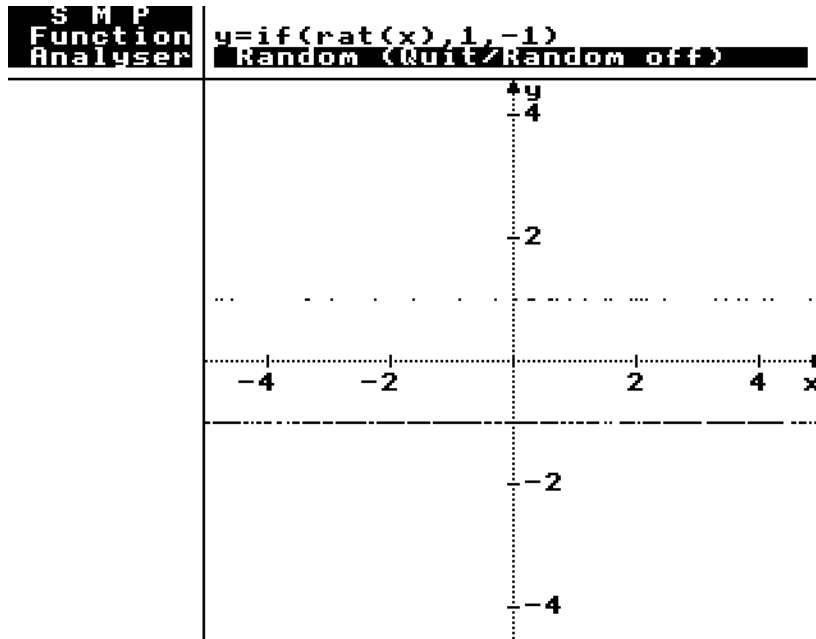 S M P
Function
Analyser
y=if(rat(x),1,-1)
Random (Quit/Random off)
y
4
2
-4 -2 2 4 x
-2
-4